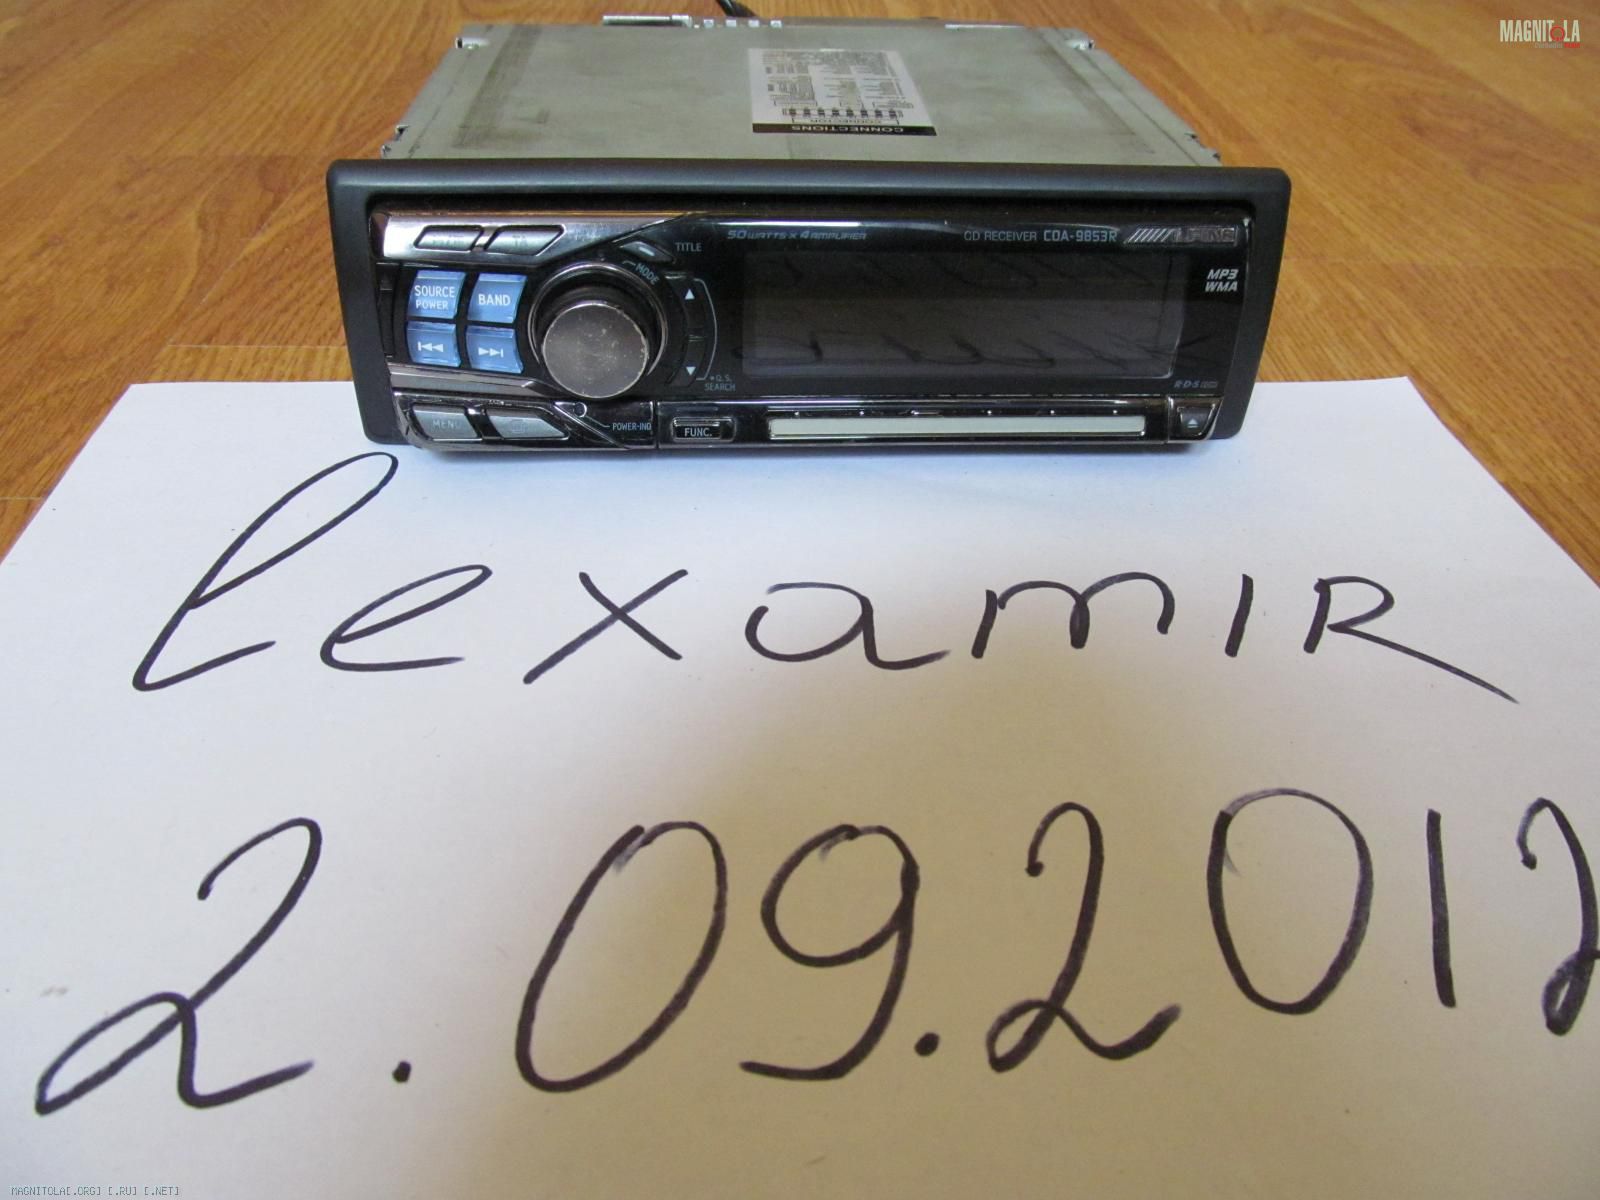 MAGNITOLA
CONNECTIONS
CONNECTOR
TITLE
50 WATTS x 4 AMPLIFIER
CD RECEIVER CDA-9853R ALPINE
MODE
MP3
WMA
SOURCE
POWER
BAND
Q.S.
SEARCH
R·D·S
MENU
POWER-IND
FUNC.
Lexamir
2.09.2012
MAGNITOLA[.ORG] [.RU] [.NET]